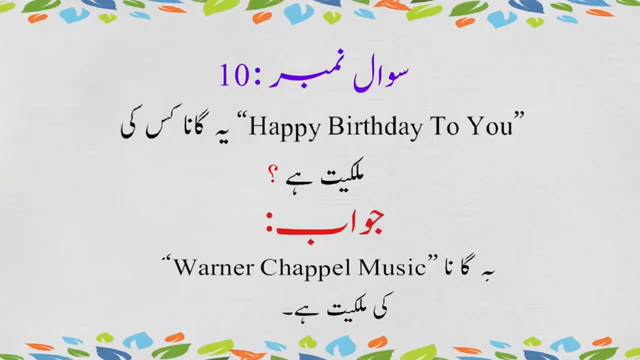 سوال نمبر :10
”Happy Birthday To You“ یہ گانا کس کی
ملکیت ہے ؟
جواب:
یہ گانا ”Warner Chappel Music“
کی ملکیت ہے۔